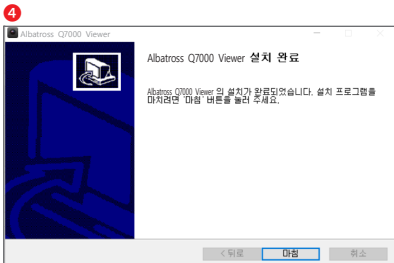 4
Albatross Q7000 Viewer
Albatross Q7000 Viewer 설치 완료
Albatross Q7000 Viewer 의 설치가 완료되었습니다. 설치 프로그램을
마치려면 '마침' 버튼을 눌러 주세요.
< 뒤로 마침 취소